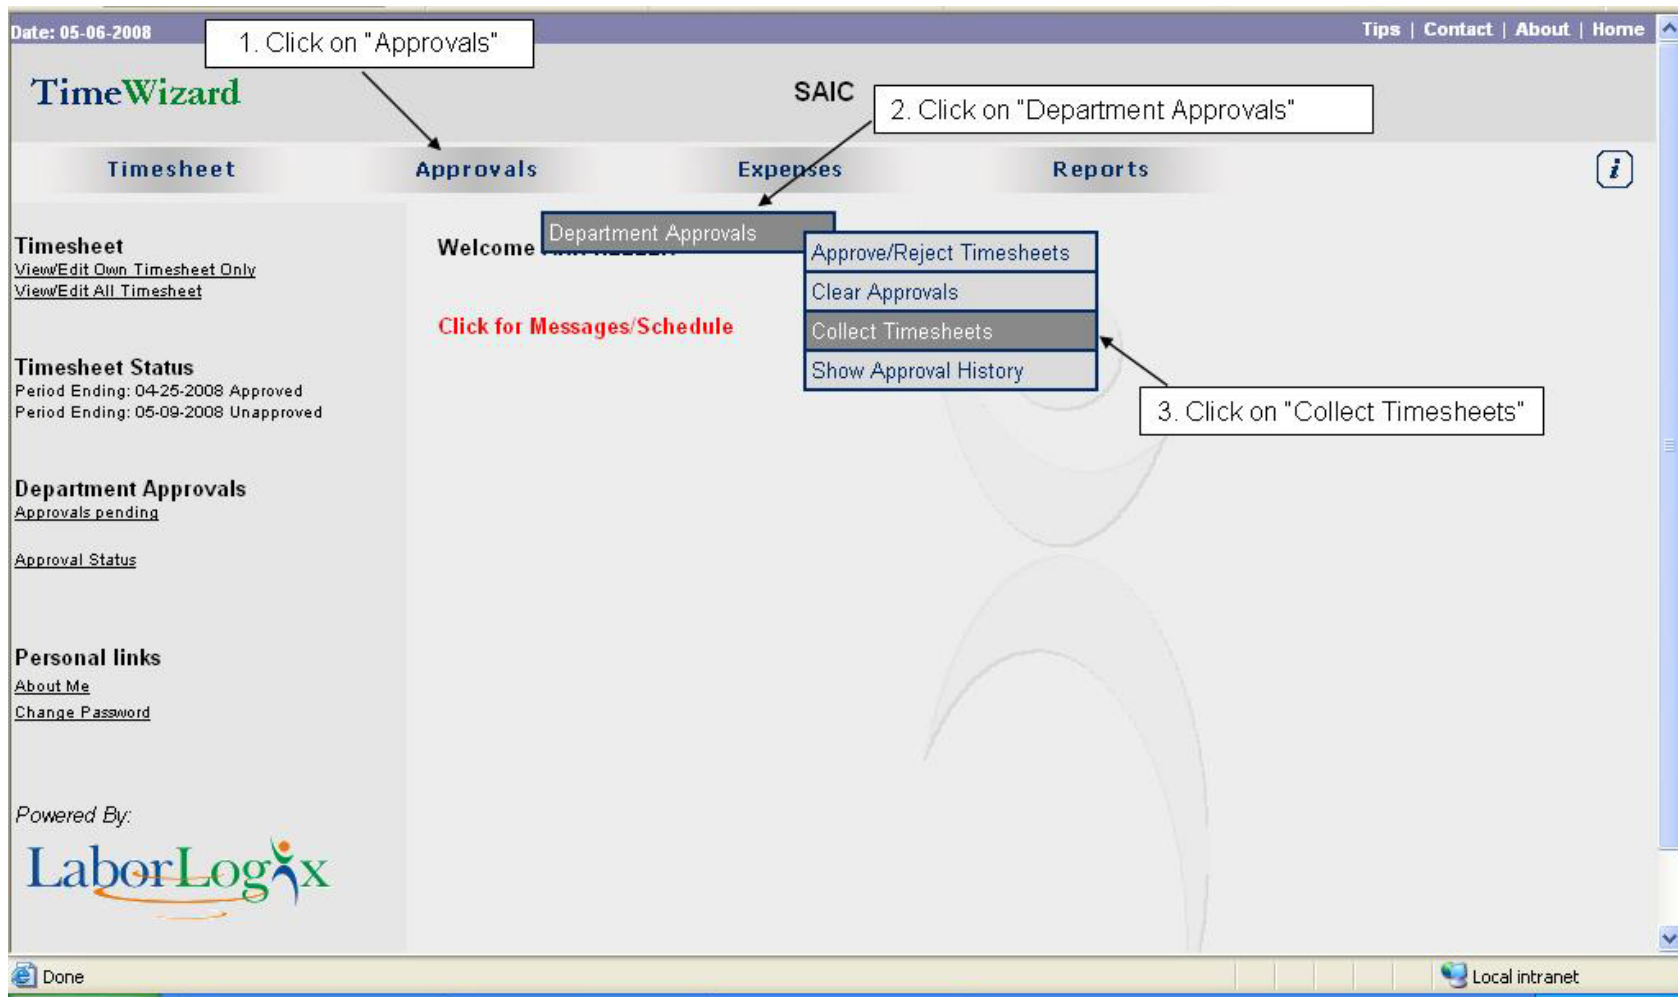 Date: 05-06-2008
Tips | Contact | About | Home
1. Click on "Approvals"
TimeWizard
SAIC
2. Click on "Department Approvals"
Timesheet
Approvals
Expenses
Reports
i
Timesheet
View/Edit Own Timesheet Only
View/Edit All Timesheet
Timesheet Status
Period Ending: 04-25-2008 Approved
Period Ending: 05-09-2008 Unapproved
Department Approvals
Approvals pending
Approval Status
Personal links
About Me
Change Password
Powered By:
LaborLogix
Welcome
Click for Messages/Schedule
Department Approvals
Approve/Reject Timesheets
Clear Approvals
Collect Timesheets
Show Approval History
3. Click on "Collect Timesheets"
Done
Local intranet